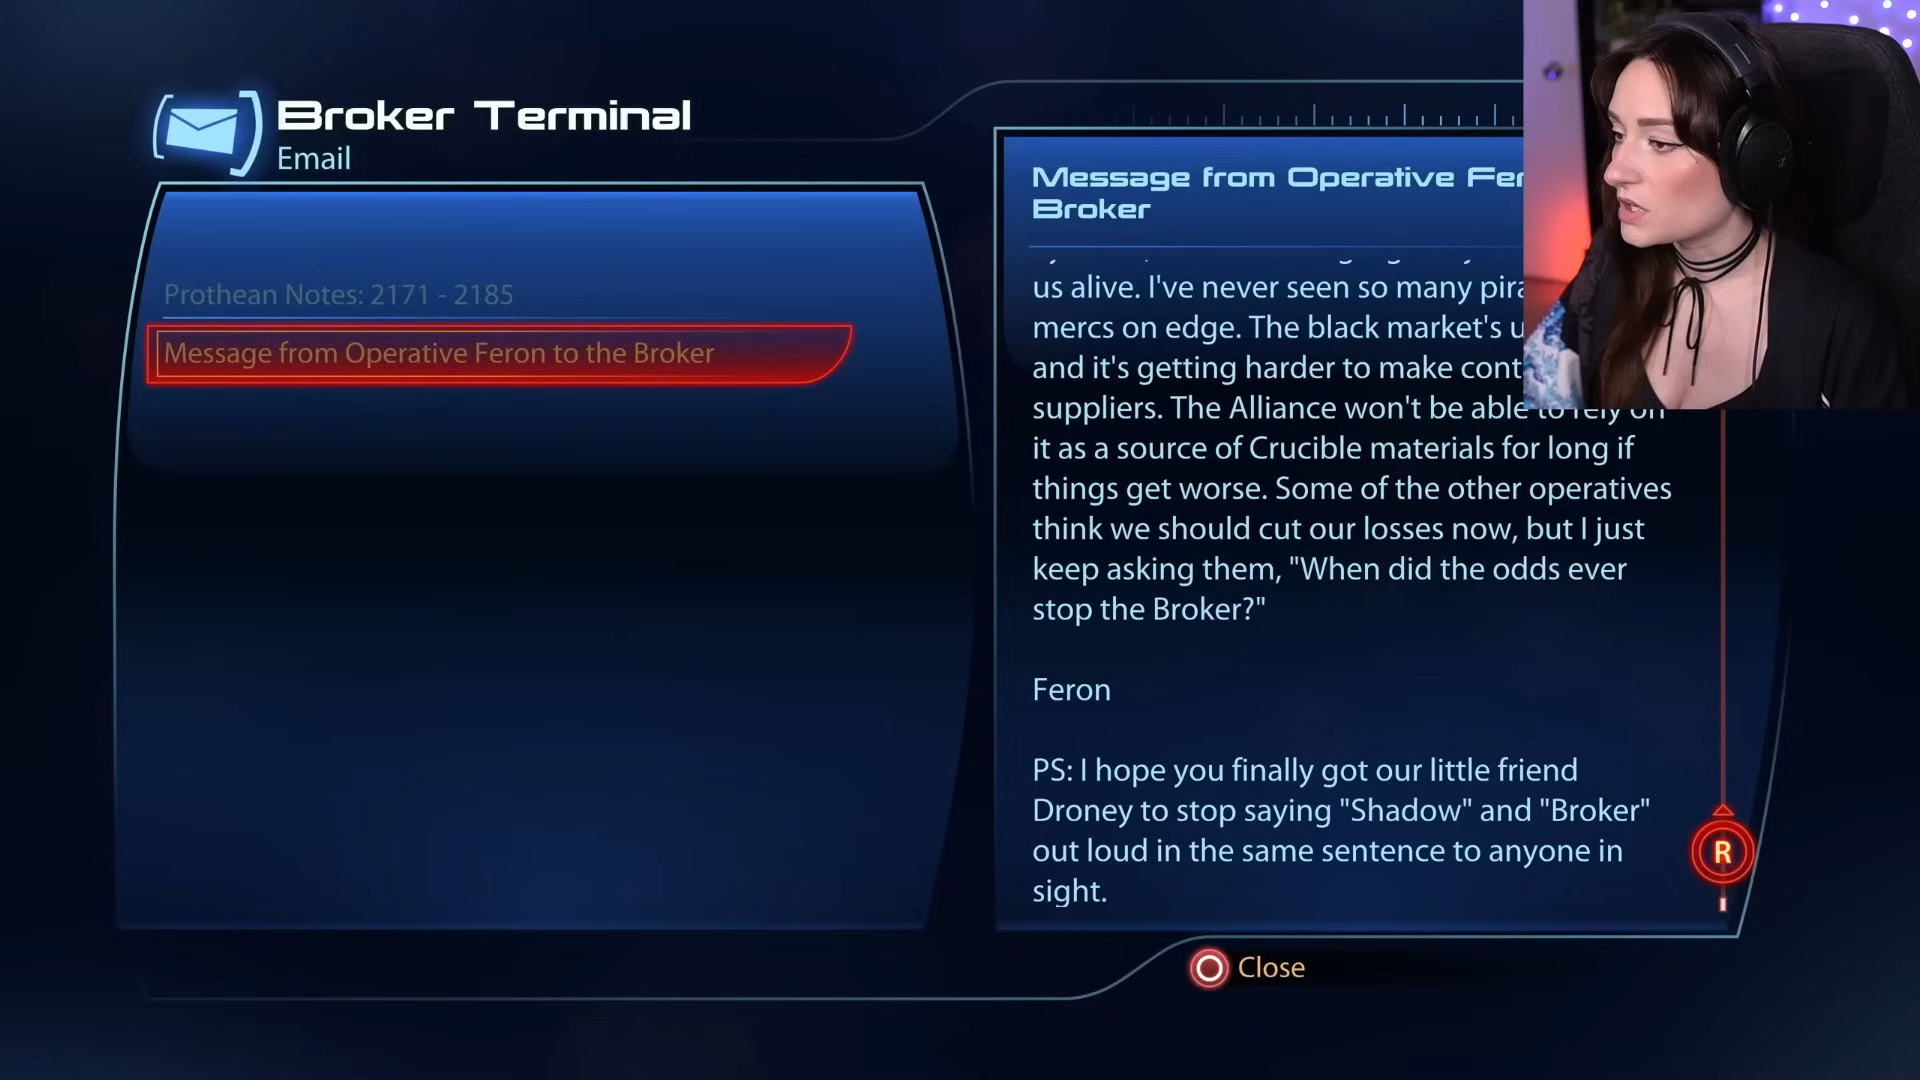 Broker Terminal
Email
Prothean Notes: 2171 - 2185
Message from Operative Feron to the Broker
Message from Operative
Broker
us alive. I've never seen so many
mercs on edge. The black market's
and it's getting harder to make
suppliers. The Alliance won't be able to rely on
it as a source of Crucible materials for long if
things get worse. Some of the other operatives
think we should cut our losses now, but I just
keep asking them, "When did the odds ever
stop the Broker?"
Feron
PS: I hope you finally got our little friend
Droney to stop saying "Shadow" and "Broker"
out loud in the same sentence to anyone in
sight.
R
Close